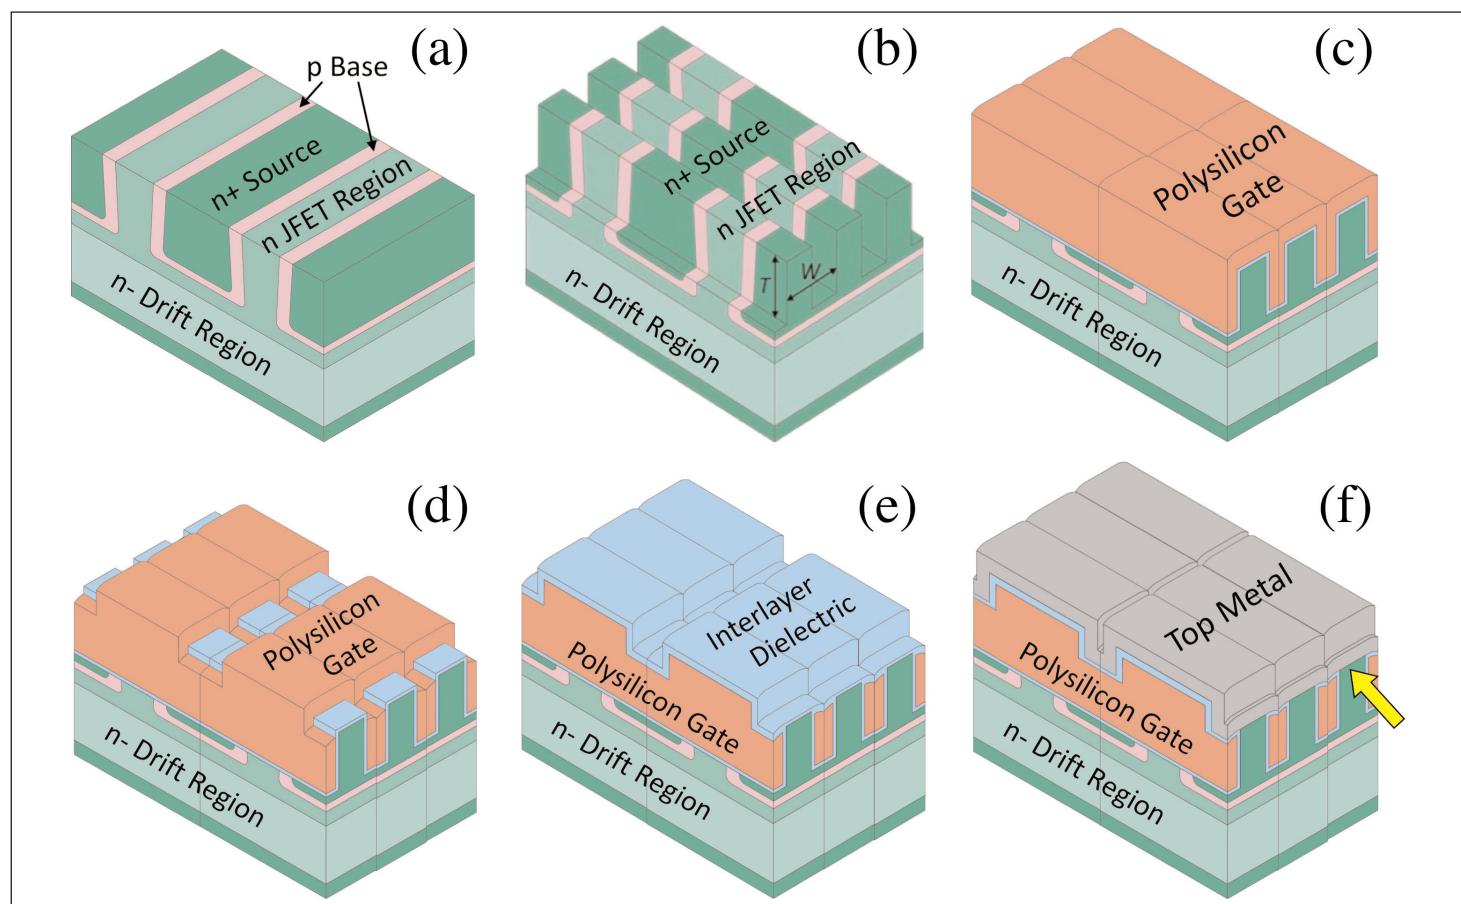 (a)
p Base
n+ Source
n JFET Region
n- Drift Region
(b)
n+ Source
n JFET Region
T
W
n- Drift Region
(c)
Polysilicon
Gate
n- Drift Region
(d)
Polysilicon
Gate
n- Drift Region
(e)
Interlayer
Dielectric
Polysilicon Gate
n- Drift Region
(f)
Top Metal
Polysilicon Gate
n- Drift Region